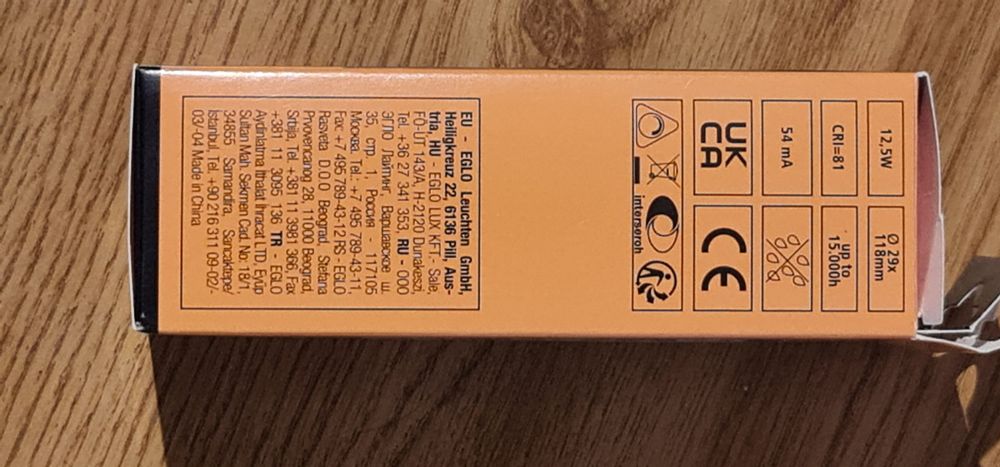 12,5W
Ø 29x
118mm
CRI=81
up to
15.000h
54 mA
UK
CA
CE
interseroh
EU - EGLO Leuchten GmbH,
Heiligkreuz 22, 6136 Pill, Aus-
tria, HU - EGLO LUX KFT.- Sale,
FŐ-ÚT 143/A, H-2120 Dunakeszi,
Tel. +36 27 341 353, RU - ООО
ЭГЛО Лайтинг, Варшавское ш.
35, стр. 1, Россия - 117105
Москва. Tel.: +7 495 789-43-11,
Fax: +7 495 789-43-12 RS - EGLO
Rasveta D.O.O Beograd, Stefana
Prvovencanog 28, 11000 Beograd,
Srbija, Tel. +381 11 3981 366, Fax
+381 11 3095 136 TR - EGLO
Aydinlatma Ithalat Ihracat LTD, Eyüp
Sultan Mah. Sekmen Cad. No: 18/1,
34885 Samandira, Sancaktepe/
Istanbul, Tel. +90 216 311 09-02/-
03/-04 Made in China